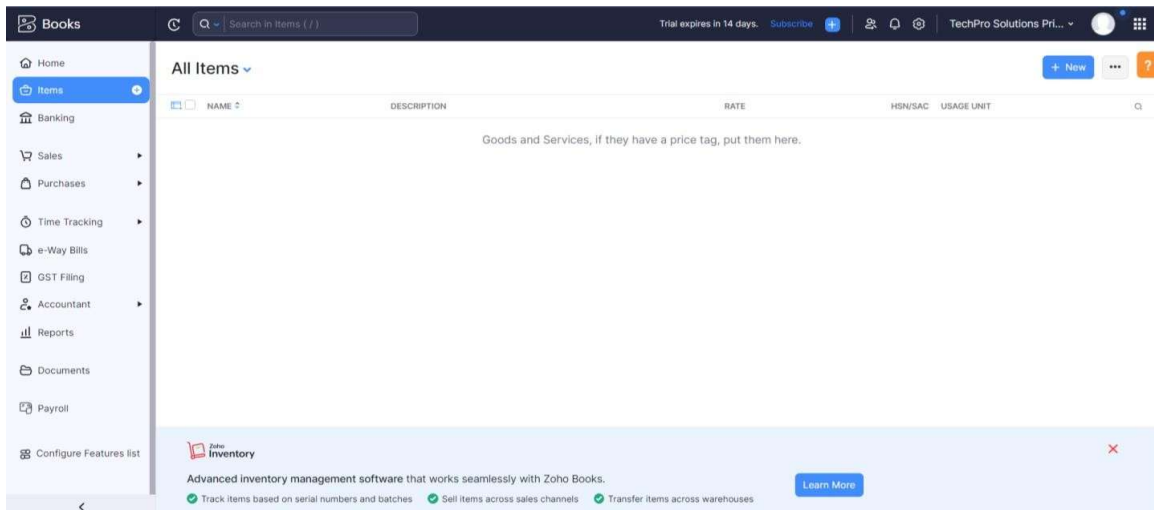 Books
Search in Items ( / )
Trial expires in 14 days. Subscribe
TechPro Solutions Pri...
Home
Items
Banking
Sales
Purchases
Time Tracking
e-Way Bills
GST Filing
Accountant
Reports
Documents
Payroll
Configure Features list
All Items
+ New
?
NAME DESCRIPTION RATE HSN/SAC USAGE UNIT
Goods and Services, if they have a price tag, put them here.
Zoho
Inventory
Advanced inventory management software that works seamlessly with Zoho Books.
Track items based on serial numbers and batches Sell items across sales channels Transfer items across warehouses
Learn More